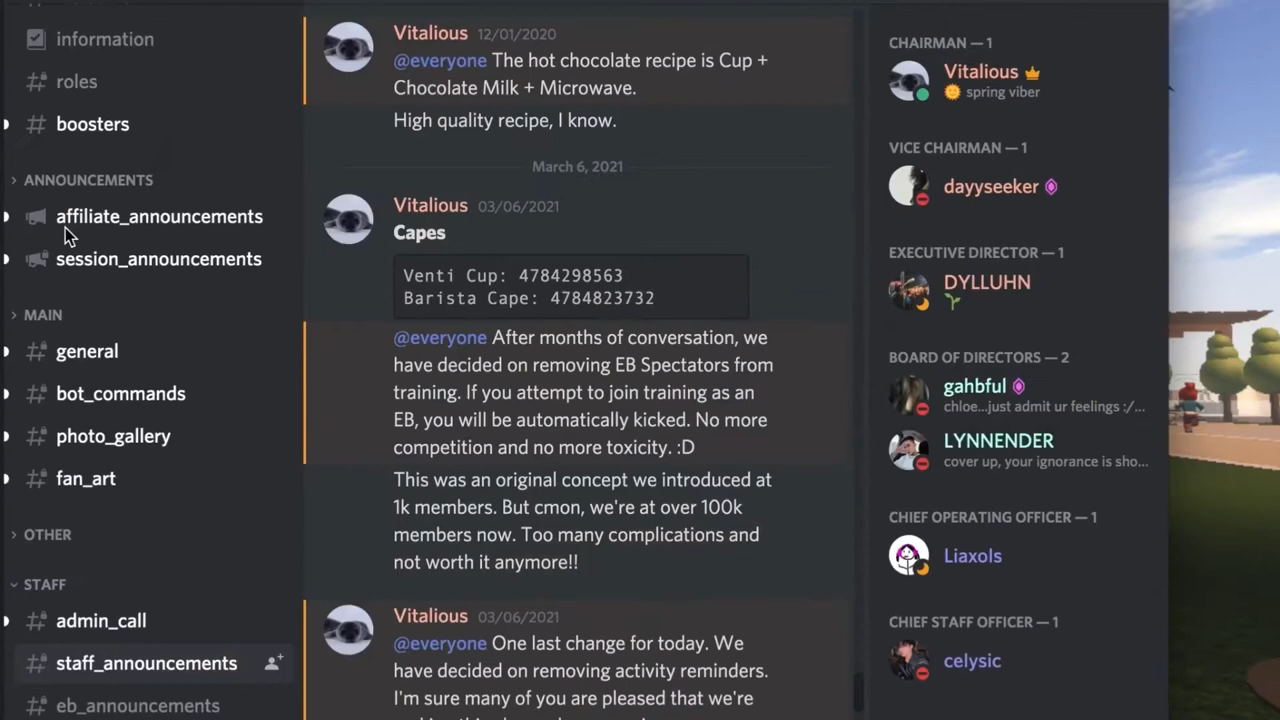 information
roles
boosters
ANNOUNCEMENTS
affiliate_announcements
session_announcements
MAIN
general
bot_commands
photo_gallery
fan_art
OTHER
STAFF
admin_call
staff_announcements
eb_announcements
Vitalious 12/01/2020
@everyone The hot chocolate recipe is Cup +
Chocolate Milk + Microwave.
High quality recipe, I know.
March 6, 2021
Vitalious 03/06/2021
Capes
Venti Cup: 4784298563
Barista Cape: 4784823732
@everyone After months of conversation, we
have decided on removing EB Spectators from
training. If you attempt to join training as an
EB, you will be automatically kicked. No more
competition and no more toxicity. :D
This was an original concept we introduced at
1k members. But cmon, we're at over 100k
members now. Too many complications and
not worth it anymore!!
Vitalious 03/06/2021
@everyone One last change for today. We
have decided on removing activity reminders.
I'm sure many of you are pleased that we're
CHAIRMAN — 1
Vitalious
spring viber
VICE CHAIRMAN — 1
dayyseeker
EXECUTIVE DIRECTOR — 1
DYLLUHN
BOARD OF DIRECTORS — 2
gahbful
chloe...just admit ur feelings :/...
LYNNENDER
cover up, your ignorance is sho...
CHIEF OPERATING OFFICER — 1
Liaxols
CHIEF STAFF OFFICER — 1
celysic